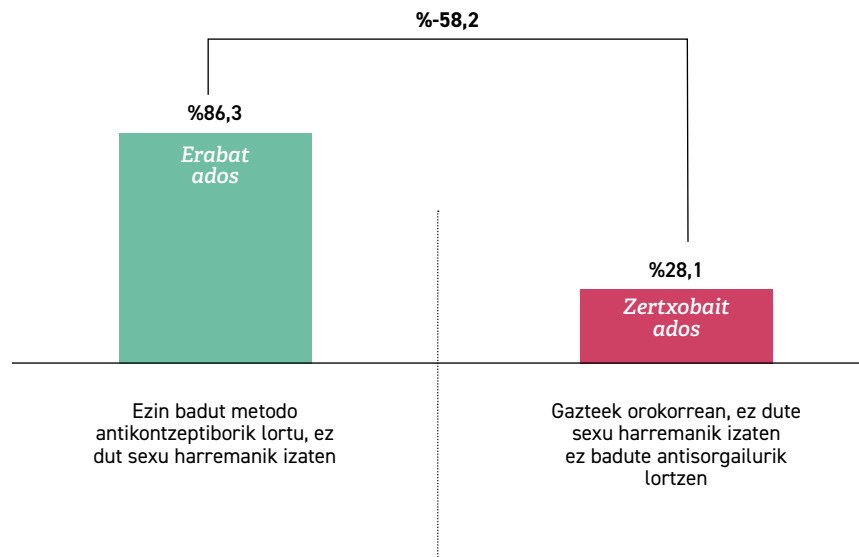 %-58,2
%86,3
Erabat
ados
%28,1
Zertxobait
ados
Ezin badut metodo
antikontzeptiborik lortu, ez
dut sexu harremanik izaten
Gazteek orokorrean, ez dute
sexu harremanik izaten
ez badute antisorgailurik
lortzen